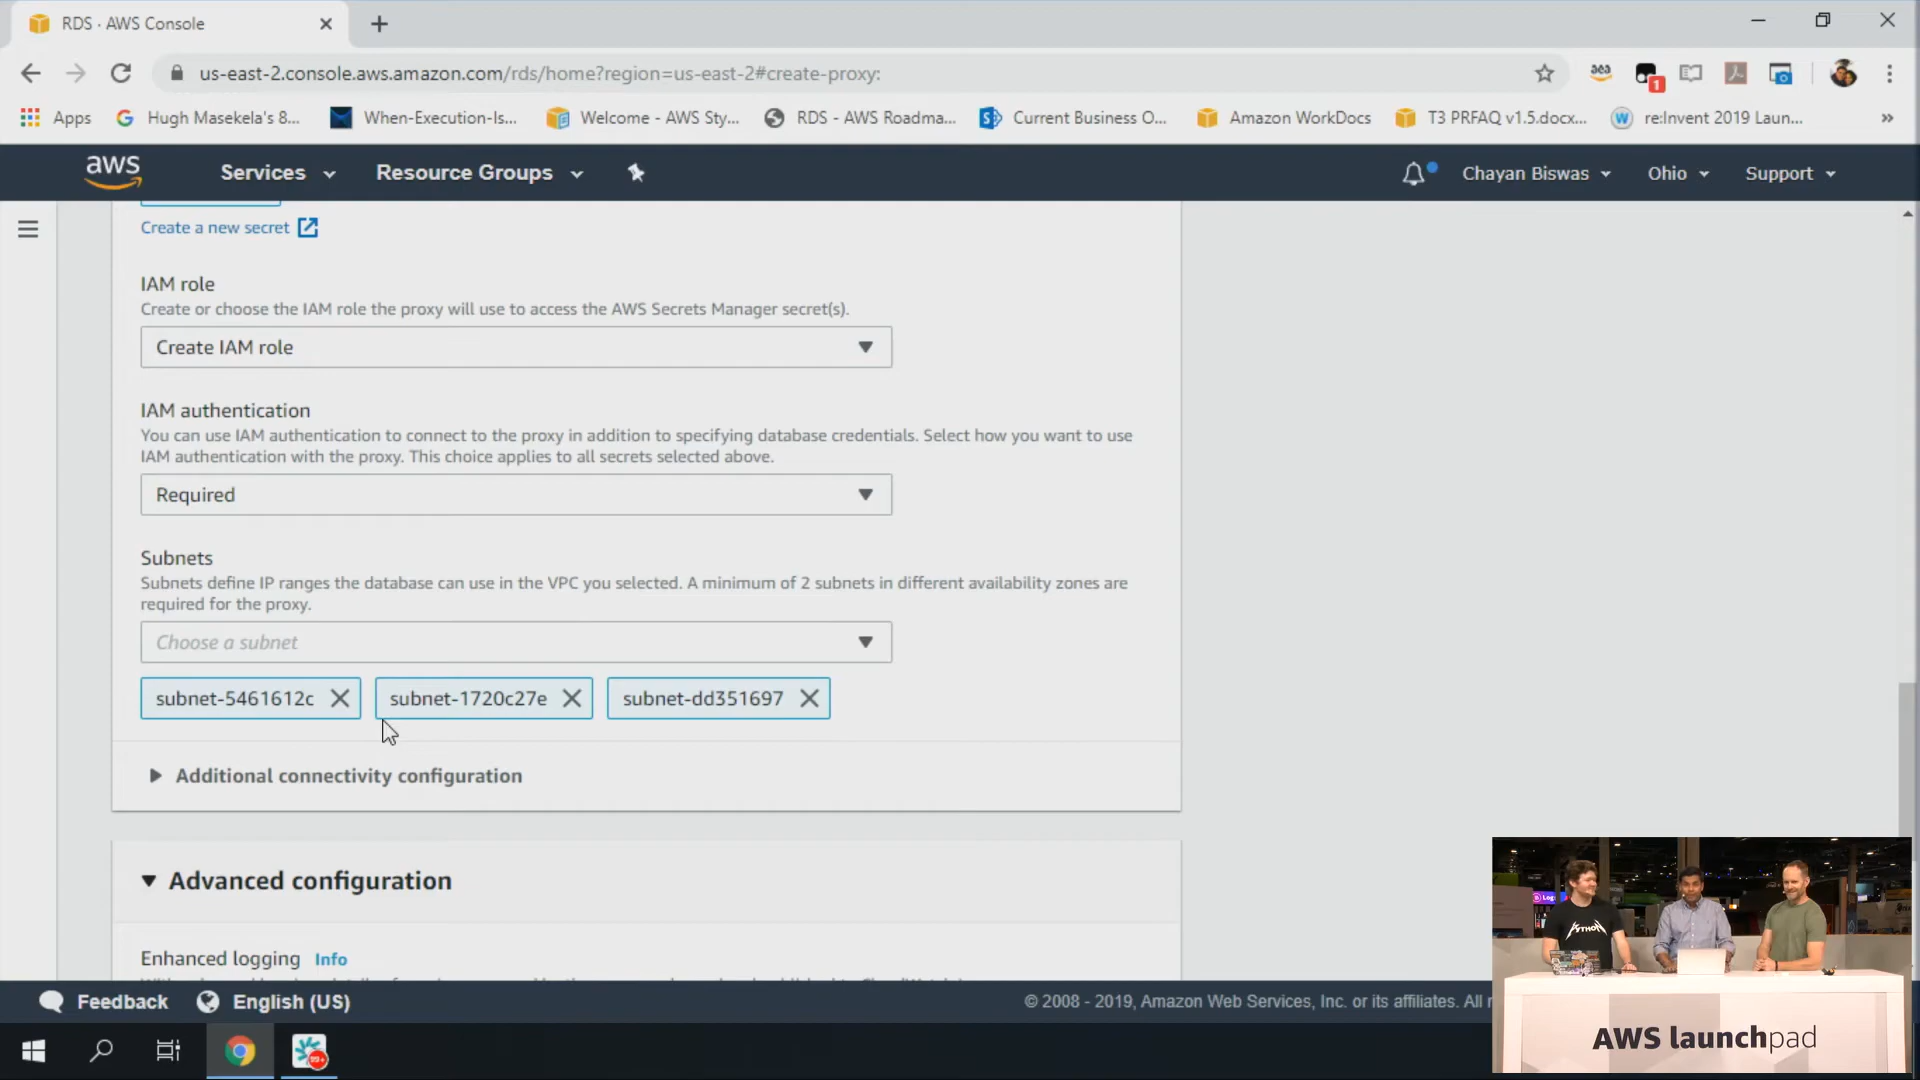 RDS · AWS Console
us-east-2.console.aws.amazon.com/rds/home?region=us-east-2#create-proxy:
1
Apps
Hugh Masekela's 8...
When-Execution-Is...
Welcome - AWS Sty...
RDS - AWS Roadma...
Current Business O...
Amazon WorkDocs
T3 PRFAQ v1.5docx...
re:Invent 2019 Laun...
»
aws
Services
Resource Groups
Chayan Biswas
Ohio
Support
Create a new secret
IAM role
Create or choose the IAM role the proxy will use to access the AWS Secrets Manager secret(s).
Create IAM role
IAM authentication
You can use IAM authentication to connect to the proxy in addition to specifying database credentials. Select how you want to use
IAM authentication with the proxy. This choice applies to all secrets selected above.
Required
Subnets
Subnets define IP ranges the database can use in the VPC you selected. A minimum of 2 subnets in different availability zones are
required for the proxy.
Choose a subnet
subnet-5461612c
subnet-1720c27e
subnet-dd351697
Additional connectivity configuration
Advanced configuration
Enhanced logging Info
Feedback
English (US)
© 2008 - 2019, Amazon Web Services, Inc. or its affiliates. All
99+
PYTHON
AWS launchpad